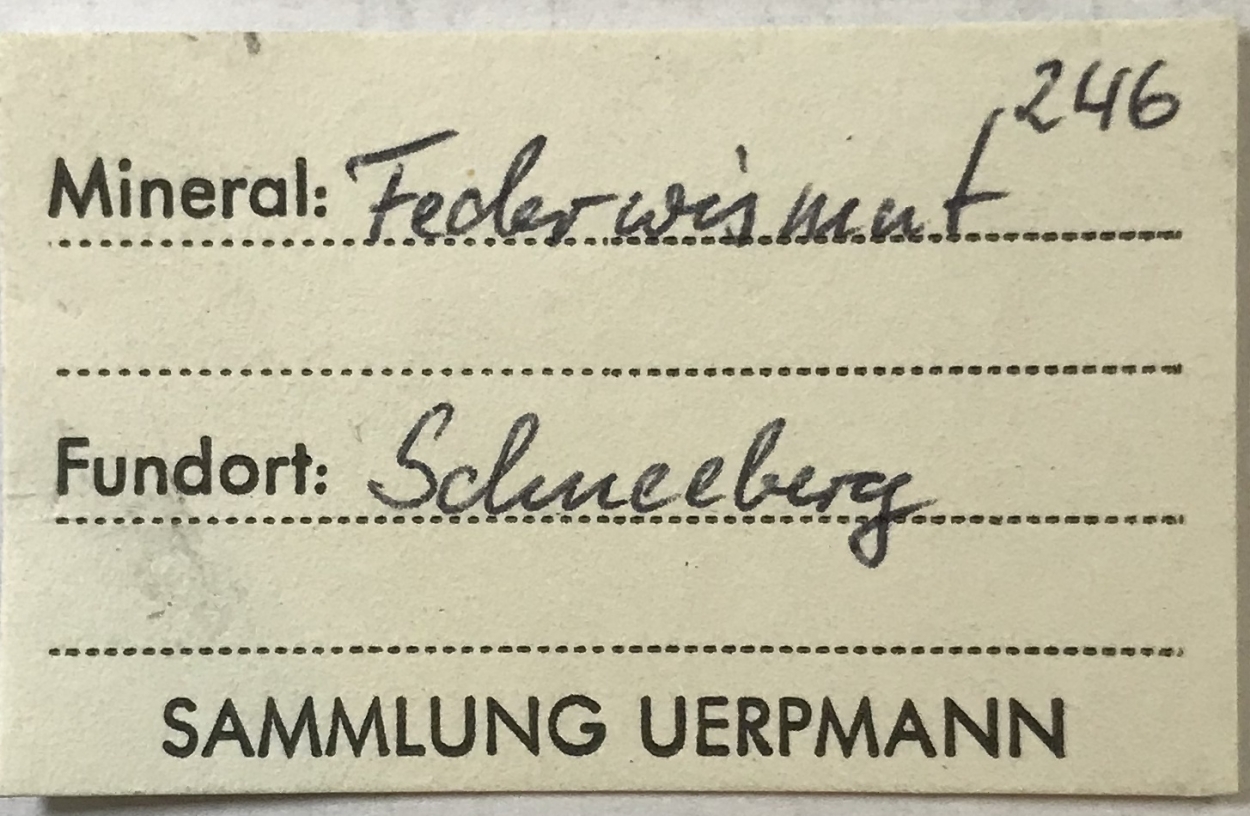 246
Mineral: Federwismut
Fundort: Schneeberg
SAMMLUNG UERPMANN